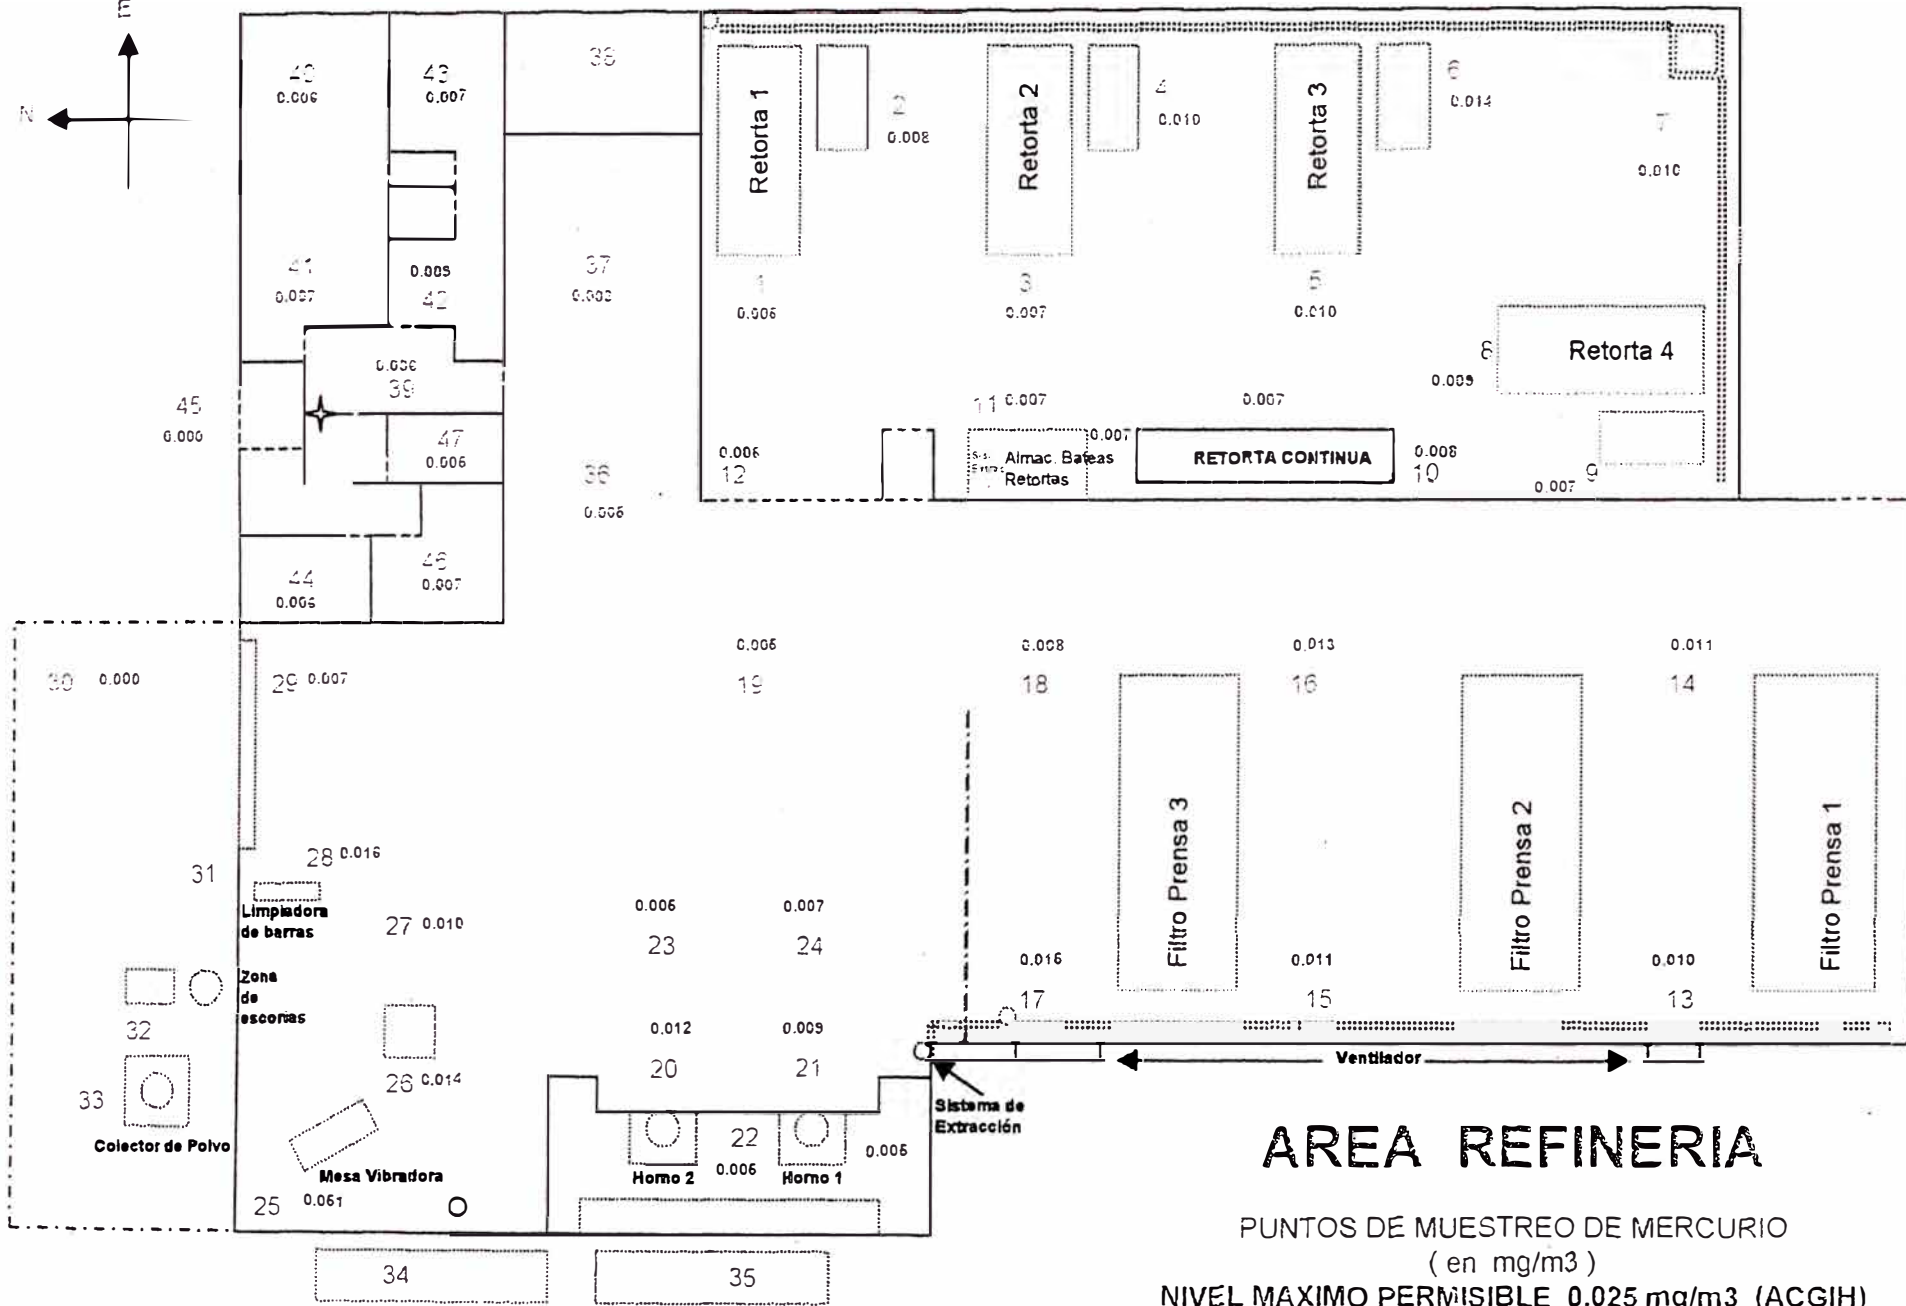 E
N
40
0.006
43
0.007
38
Retorta 1
2
0.008
Retorta 2
4
0.010
Retorta 3
6
0.014
7
0.010
41
0.007
0.005
42
37
0.003
1
3
0.007
5
0.010
8
Retorta 4
0.009
0.006
39
45
0.000
47
0.006
11 0.007
0.007
0.007
0.006
12
Almac. Bateas
Retortas
RETORTA CONTINUA
0.008
10
9
0.007
36
46
0.007
44
0.006
30 0.000
29 0.007
19
0.008
18
0.013
16
0.011
14
Filtro Prensa 3
Filtro Prensa 2
Filtro Prensa 1
31
28 0.016
Limpiadora
de barras
27 0.010
0.006
23
0.007
24
0.016
17
0.011
15
0.010
13
Zona
de
escorias
32
0.012
20
0.009
21
Ventilador
26 0.014
33
Colector de Polvo
Mesa Vibradora
25 0.061
22
Horno 2
Horno 1
Sistema de
Extracción
34
35
AREA REFINERIA
PUNTOS DE MUESTREO DE MERCURIO
( en mg/m3 )
NIVEL MAXIMO PERMISIBLE 0.025 mg/m3 (ACGIH)